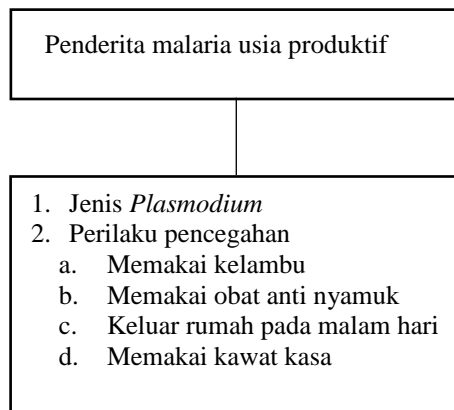 Penderita malaria usia produktif
1. Jenis Plasmodium
2. Perilaku pencegahan
a. Memakai kelambu
b. Memakai obat anti nyamuk
c. Keluar rumah pada malam hari
d. Memakai kawat kasa